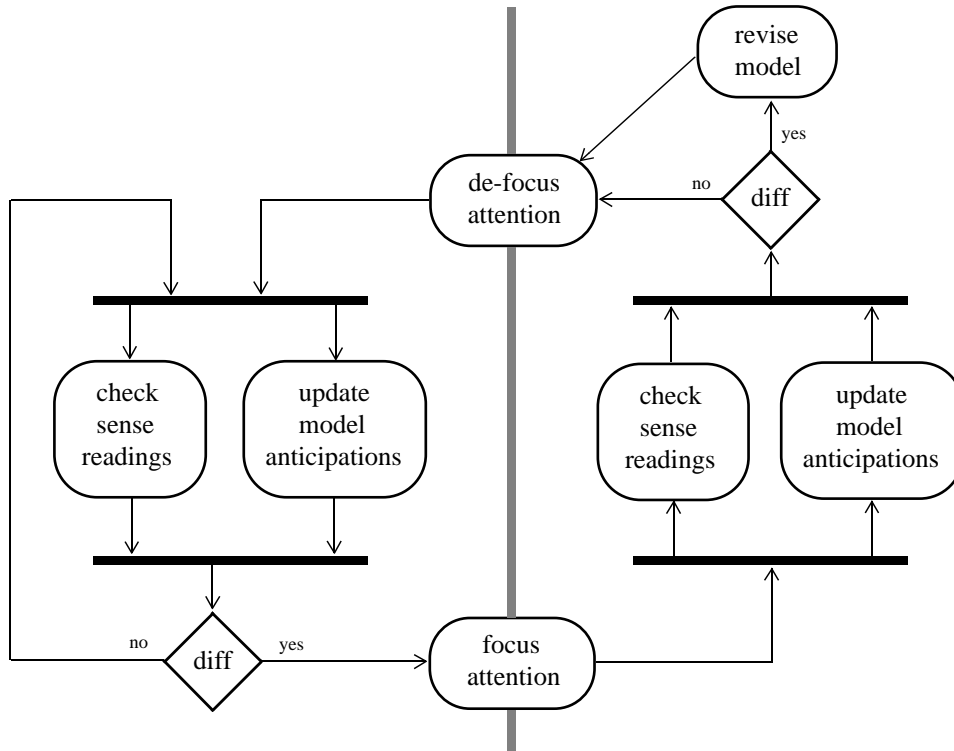 revise
model
yes
de-focus
attention
no
diff
check
sense
readings
update
model
anticipations
check
sense
readings
update
model
anticipations
no
diff
yes
focus
attention